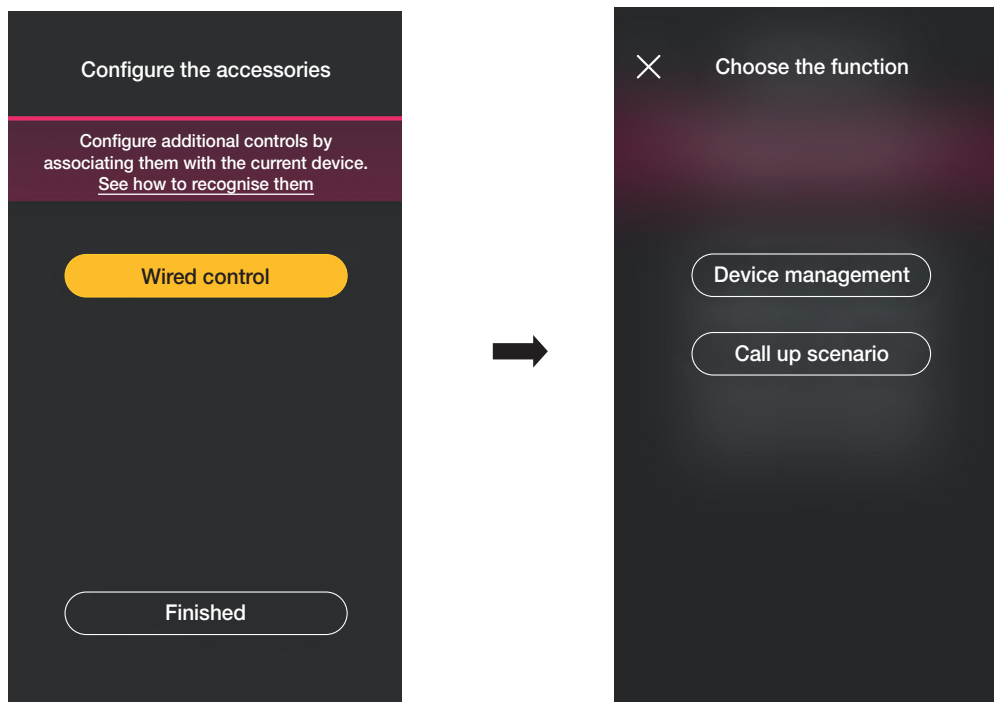 Configure the accessories
Configure additional controls by
associating them with the current device.
See how to recognise them
Wired control
Finished
Choose the function
Device management
Call up scenario